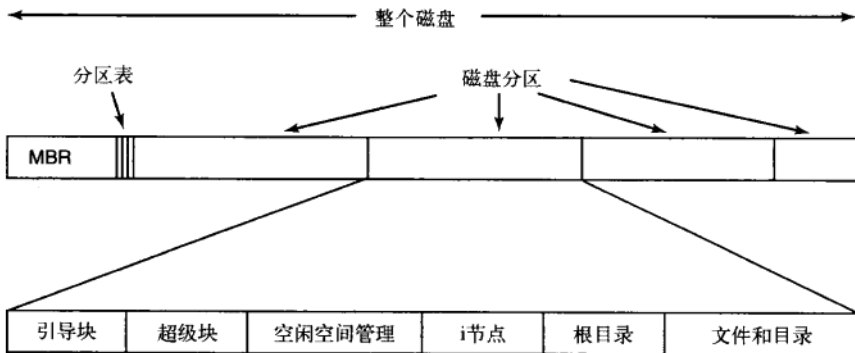 整个磁盘
分区表
磁盘分区
MBR
引导块
超级块
空闲空间管理
i节点
根目录
文件和目录